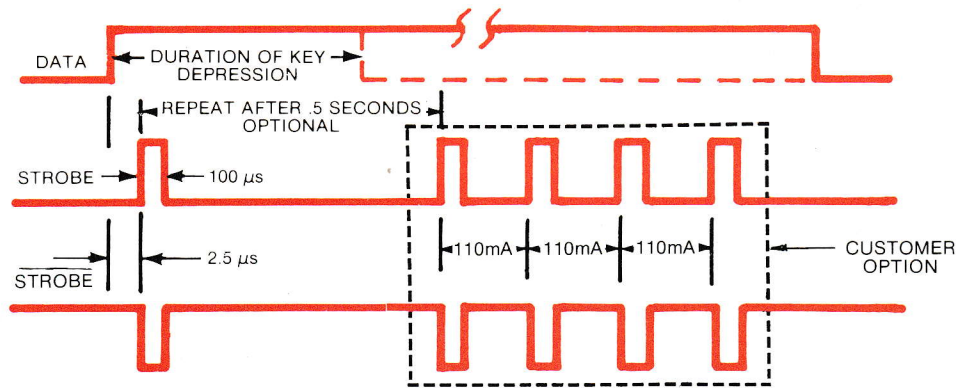 DATA
DURATION OF KEY
DEPRESSION
REPEAT AFTER .5 SECONDS
OPTIONAL
STROBE
100 µs
2.5 µs
STROBE
110mA
110mA
110mA
CUSTOMER
OPTION